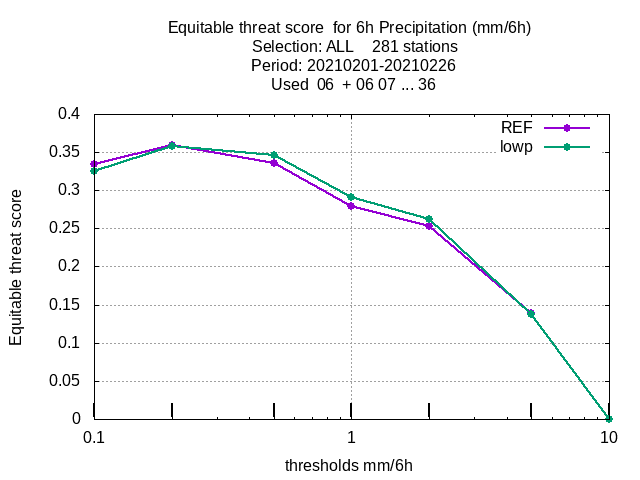 Equitable threat score  for 6h Precipitation (mm/6h)
Selection: ALL    281 stations
Period: 20210201-20210226
Used  06  + 06 07 ... 36
REF
lowp
0.4
0.35
0.3
0.25
0.2
0.15
0.1
0.05
0
Equitable threat score
0.1
1
10
thresholds mm/6h